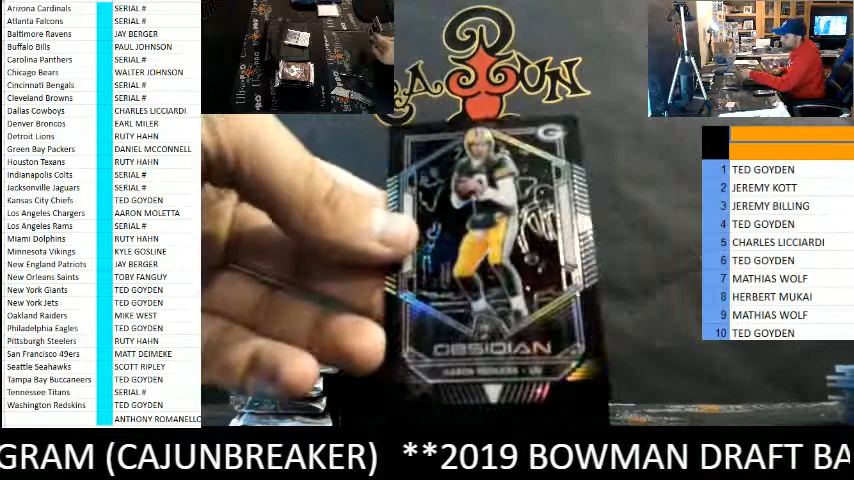 Arizona Cardinals SERIAL #
Atlanta Falcons SERIAL #
Baltimore Ravens JAY BERGER
Buffalo Bills PAUL JOHNSON
Carolina Panthers SERIAL #
Chicago Bears WALTER JOHNSON
Cincinnati Bengals SERIAL #
Cleveland Browns SERIAL #
Dallas Cowboys CHARLES LICCIARDI
Denver Broncos EARL MILER
Detroit Lions RUTY HAHN
Green Bay Packers DANIEL MCCONNELL
Houston Texans RUTY HAHN
Indianapolis Colts SERIAL #
Jacksonville Jaguars SERIAL #
Kansas City Chiefs TED GOYDEN
Los Angeles Chargers AARON MOLETTA
Los Angeles Rams SERIAL #
Miami Dolphins RUTY HAHN
Minnesota Vikings KYLE GOSLINE
New England Patriots JAY BERGER
New Orleans Saints TOBY FANGUY
New York Giants TED GOYDEN
New York Jets TED GOYDEN
Oakland Raiders MIKE WEST
Philadelphia Eagles TED GOYDEN
Pittsburgh Steelers RUTY HAHN
San Francisco 49ers MATT DEIMEKE
Seattle Seahawks SCOTT RIPLEY
Tampa Bay Buccaneers TED GOYDEN
Tennessee Titans SERIAL #
Washington Redskins TED GOYDEN
ANTHONY ROMANELLO
OBSIDIAN
AARON RODGERS
1 TED GOYDEN
2 JEREMY KOTT
3 JEREMY BILLING
4 TED GOYDEN
5 CHARLES LICCIARDI
6 TED GOYDEN
7 MATHIAS WOLF
8 HERBERT MUKAI
9 MATHIAS WOLF
10 TED GOYDEN
GRAM (CAJUNBREAKER) **2019 BOWMAN DRAFT BA